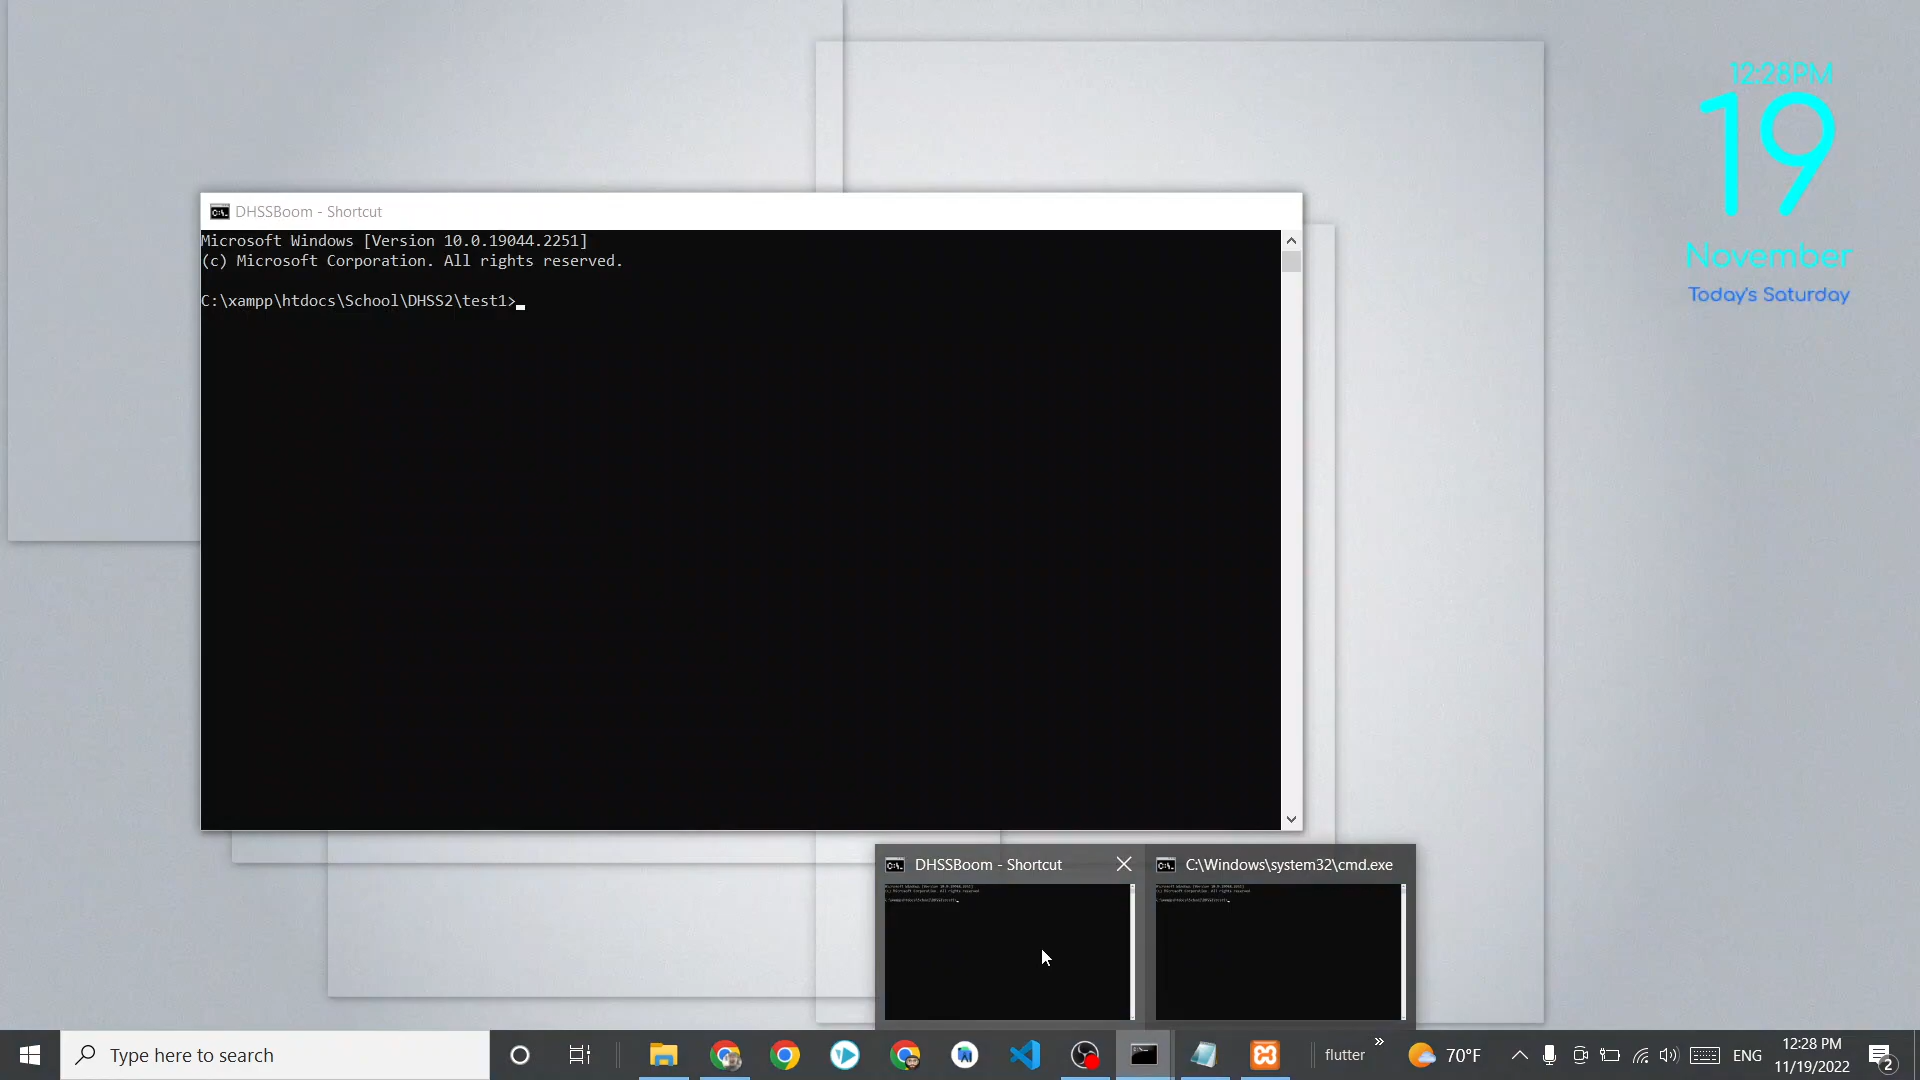 12:28PM
19
November
Today's Saturday
DHSSBoom - Shortcut
Microsoft Windows [Version 10.0.19044.2251]
(c) Microsoft Corporation. All rights reserved.
C:\xampp\htdocs\School\DHSS2\test1>
DHSSBoom - Shortcut
C:\Windows\system32\cmd.exe
Type here to search
flutter
70°F
ENG
12:28 PM
11/19/2022
2